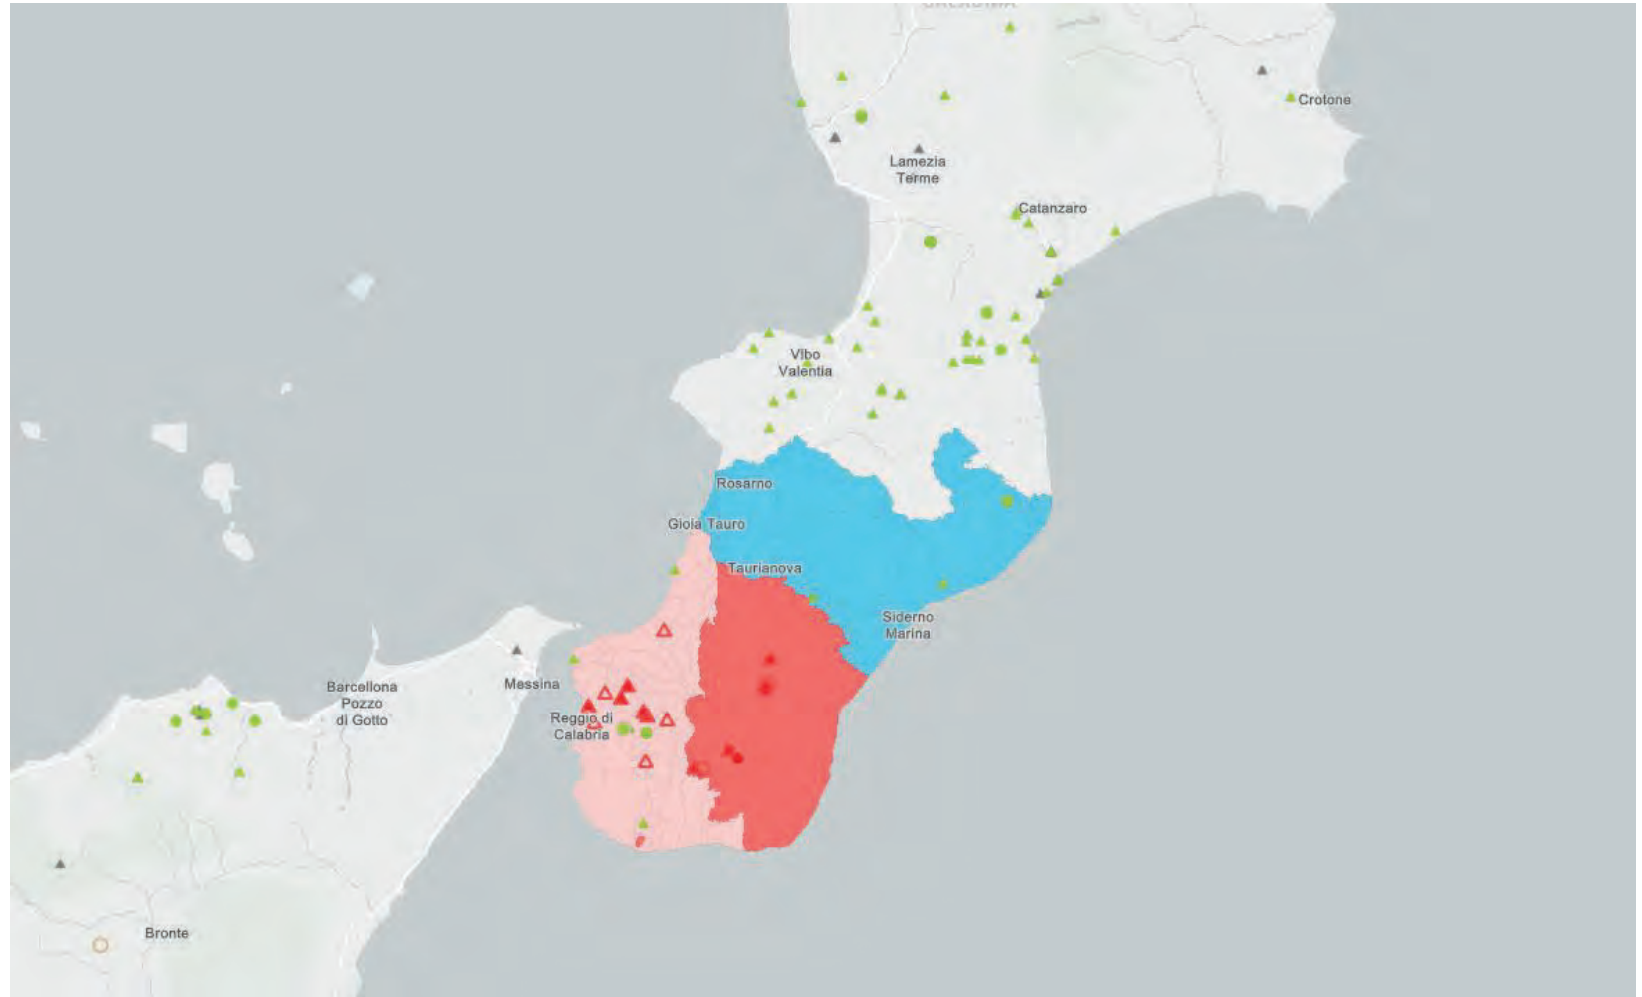 Crotone
Lamezia
Terme
Catanzaro
Vibo
Valentia
Rosarno
Gioia Tauro
Taurianova
Siderno
Marina
Messina
Barcellona
Pozzo
di Gotto
Reggio di
Calabria
Bronte